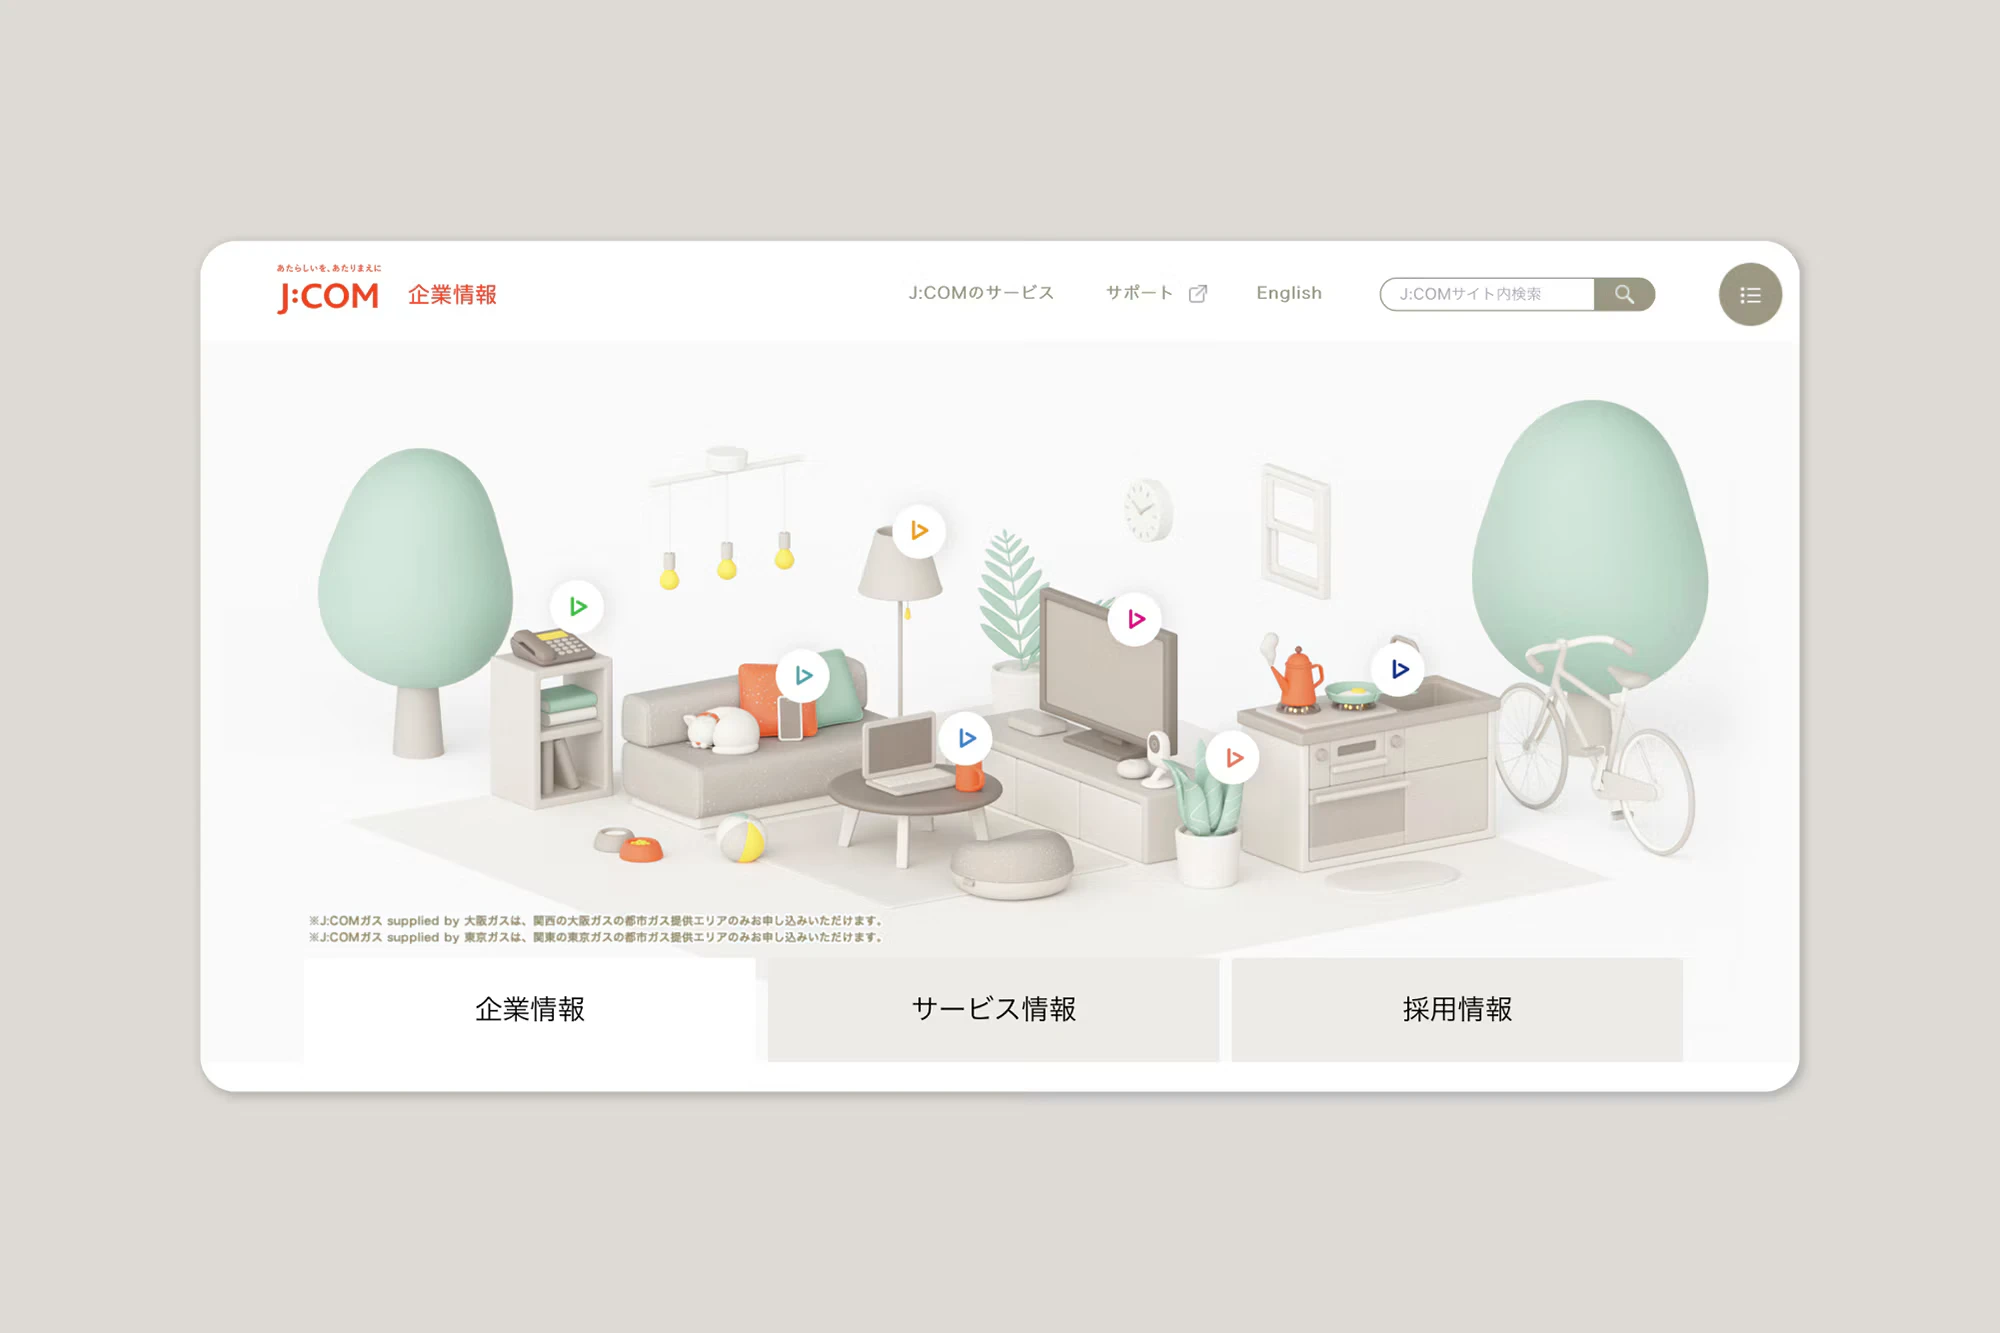 あたらしいを、あたりまえに
J:COM 企業情報
J:COMのサービス サポート English J:COMサイト内検索
※J:COMガス supplied by 大阪ガスは、関西の大阪ガスの都市ガス提供エリアのみお申し込みいただけます。
※J:COMガス supplied by 東京ガスは、関東の東京ガスの都市ガス提供エリアのみお申し込みいただけます。
企業情報 サービス情報 採用情報